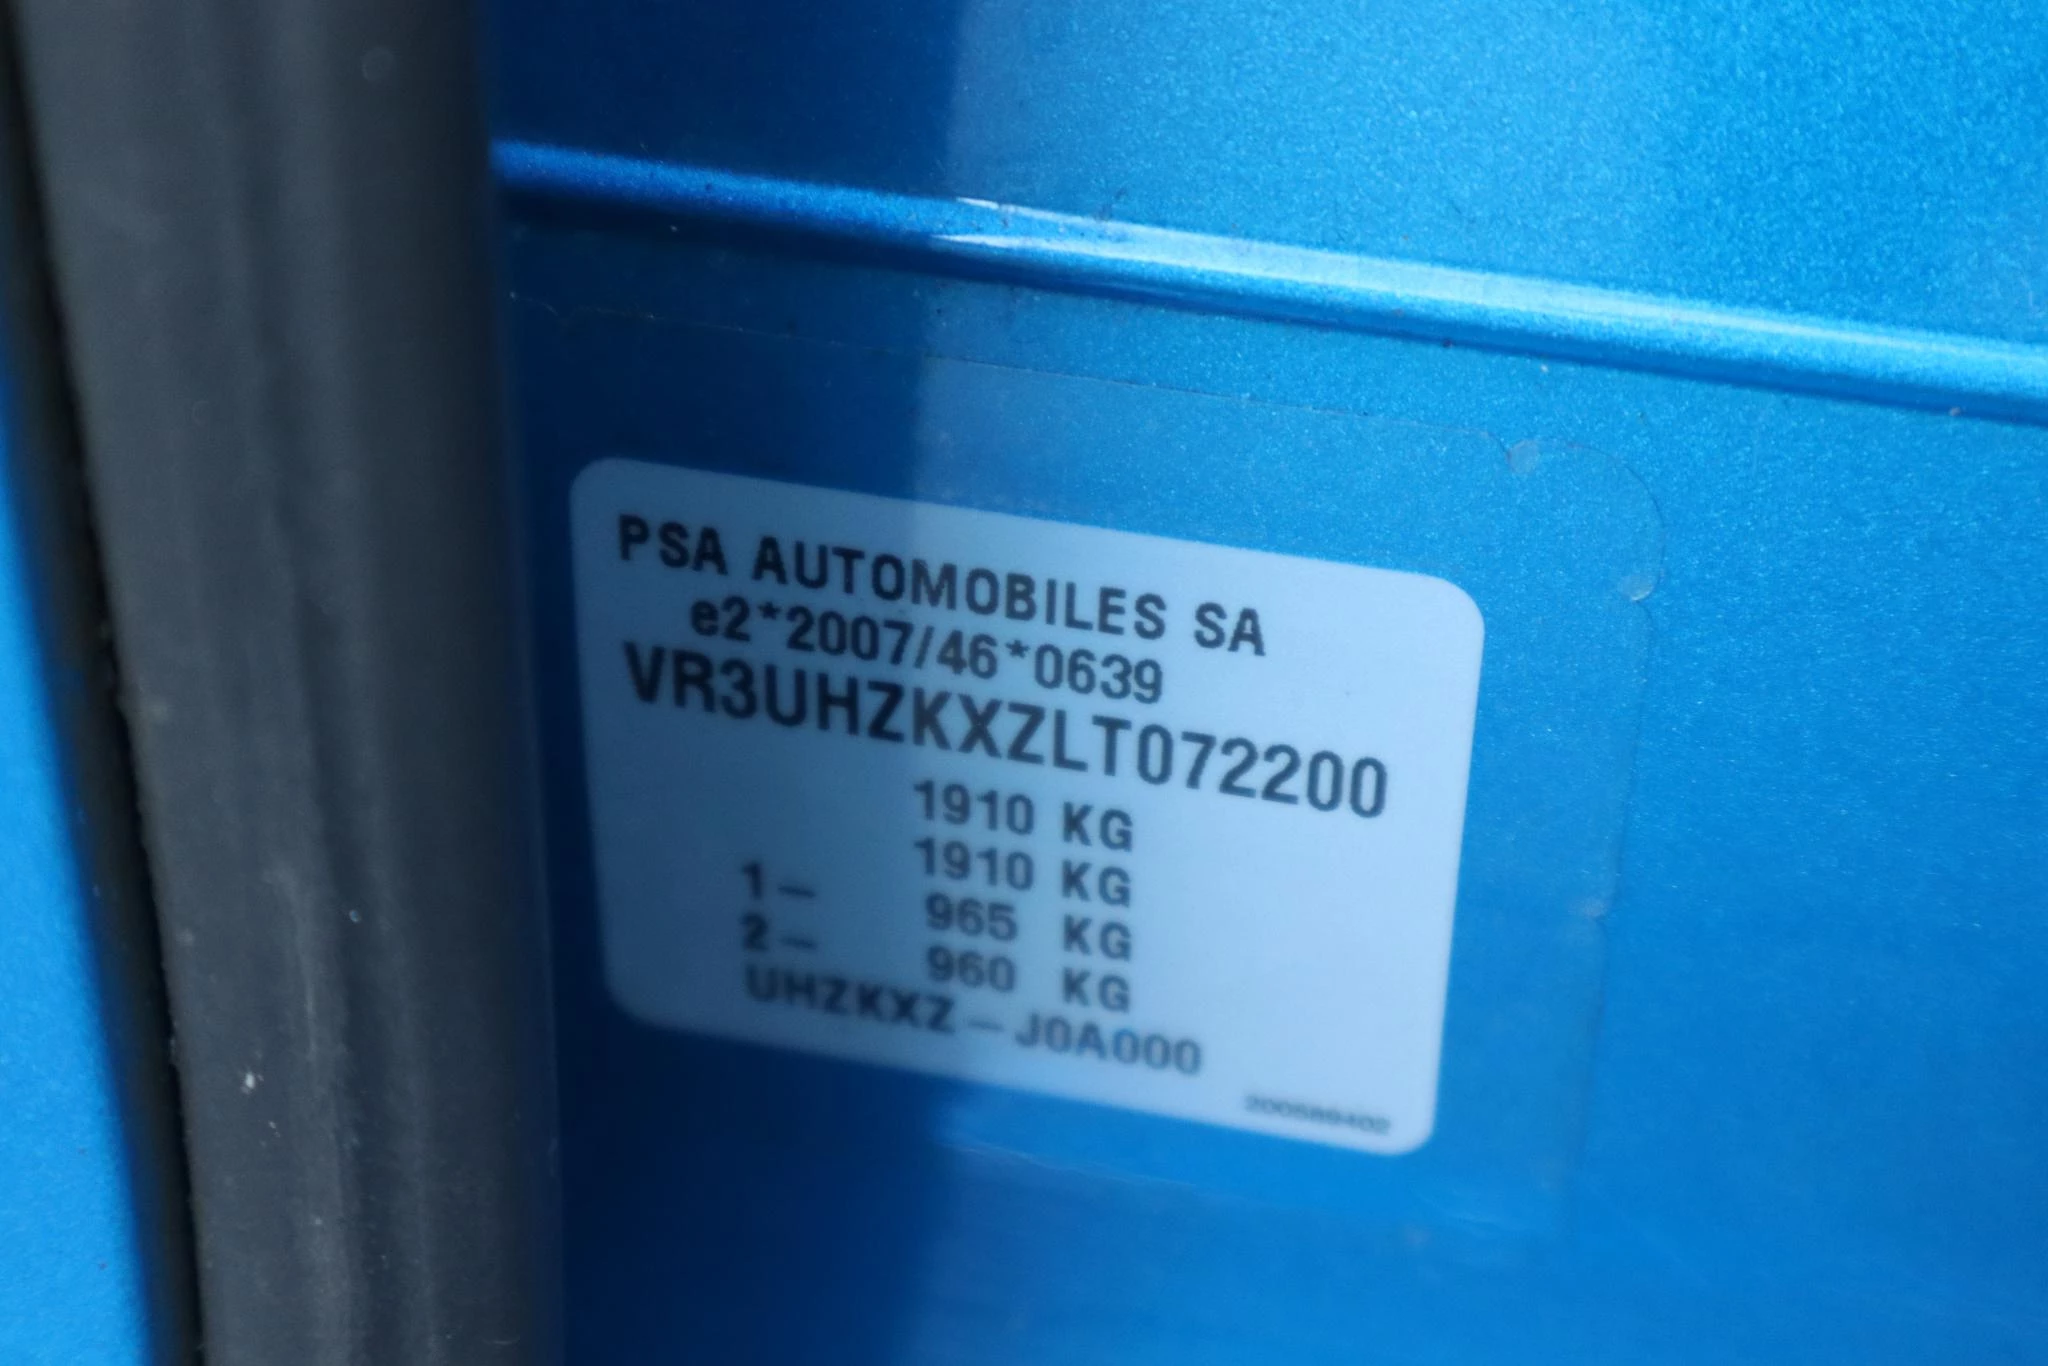 PSA AUTOMOBILES SA
e2*2007/46*0639
VR3UHZKXZLT072200
1910 KG
1910 KG
1– 965 KG
2– 960 KG
UHZKXZ–J0A000
200589402